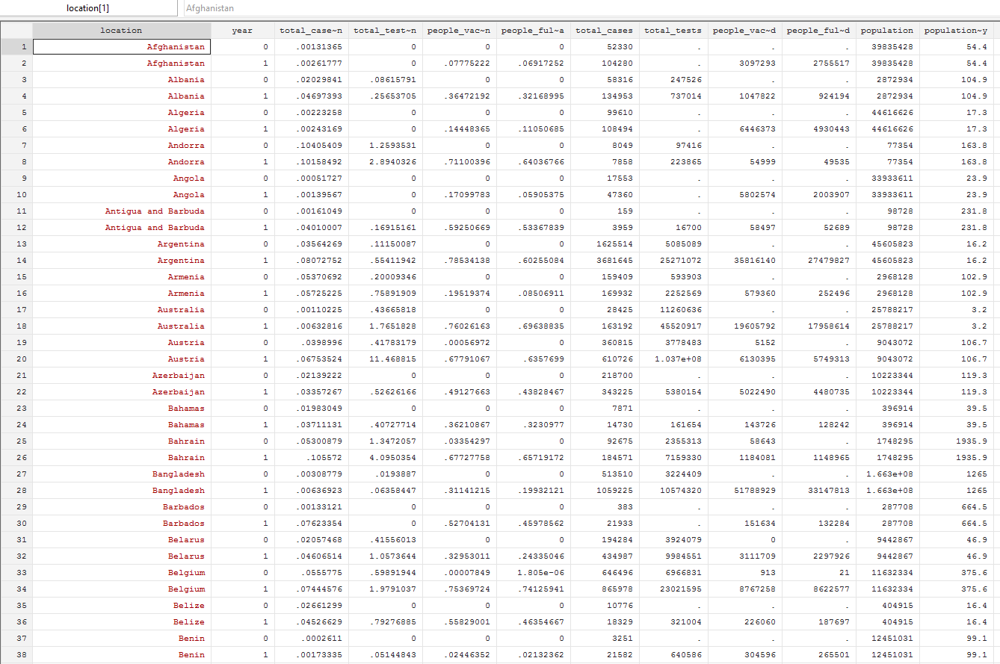 location[1] Afghanistan
location year total_case~n total_test~n people_vac~n people_ful~a total_cases total_tests people_vac~d people_ful~d population population~y
1 Afghanistan 0 .00131365 0 0 0 52330 . . . 39835428 54.4
2 Afghanistan 1 .00261777 0 .07775222 .06917252 104280 . 3097293 2755517 39835428 54.4
3 Albania 0 .02029841 .08615791 0 0 58316 247526 . . 2872934 104.9
4 Albania 1 .04697393 .25653705 .36472192 .32168995 134953 737014 1047822 924194 2872934 104.9
5 Algeria 0 .00223258 0 0 0 99610 . . . 44616626 17.3
6 Algeria 1 .00243169 0 .14448365 .11050685 108494 . 6446373 4930443 44616626 17.3
7 Andorra 0 .10405409 1.2593531 0 0 8049 97416 . . 77354 163.8
8 Andorra 1 .10158492 2.8940326 .71100396 .64036766 7858 223865 54999 49535 77354 163.8
9 Angola 0 .00051727 0 0 0 17553 . . . 33933611 23.9
10 Angola 1 .00139567 0 .17099783 .05905375 47360 . 5802574 2003907 33933611 23.9
11 Antigua and Barbuda 0 .00161049 0 0 0 159 . . . 98728 231.8
12 Antigua and Barbuda 1 .04010007 .16915161 .59250669 .53367839 3959 16700 58497 52689 98728 231.8
13 Argentina 0 .03564269 .11150087 0 0 1625514 5085089 . . 45605823 16.2
14 Argentina 1 .08072752 .55411942 .78534138 .60255084 3681645 25271072 35816140 27479827 45605823 16.2
15 Armenia 0 .05370692 .20009346 0 0 159409 593903 . . 2968128 102.9
16 Armenia 1 .05725225 .75891909 .19519374 .08506911 169932 2252569 579360 252496 2968128 102.9
17 Australia 0 .00110225 .43665818 0 0 28425 11260636 . . 25788217 3.2
18 Australia 1 .00632816 1.7651828 .76026163 .69638835 163192 45520917 19605792 17958614 25788217 3.2
19 Austria 0 .0398996 .41783179 .00056972 0 360815 3778483 5152 . 9043072 106.7
20 Austria 1 .06753524 11.468815 .67791067 .6357699 610726 1.037e+08 6130395 5749313 9043072 106.7
21 Azerbaijan 0 .02139222 0 0 0 218700 . . . 10223344 119.3
22 Azerbaijan 1 .03357267 .52626166 .49127663 .43828467 343225 5380154 5022490 4480735 10223344 119.3
23 Bahamas 0 .01983049 0 0 0 7871 . . . 396914 39.5
24 Bahamas 1 .03711131 .40727714 .36210867 .3230977 14730 161654 143726 128242 396914 39.5
25 Bahrain 0 .05300879 1.3472057 .03354297 0 92675 2355313 58643 . 1748295 1935.9
26 Bahrain 1 .105572 4.0950354 .67727758 .65719172 184571 7159330 1184081 1148965 1748295 1935.9
27 Bangladesh 0 .00308779 .0193887 0 0 513510 3224409 . . 1.663e+08 1265
28 Bangladesh 1 .00636923 .06358447 .31141215 .19932121 1059225 10574320 51788929 33147813 1.663e+08 1265
29 Barbados 0 .00133121 0 0 0 383 . . . 287708 664.5
30 Barbados 1 .07623354 0 .52704131 .45978562 21933 . 151634 132284 287708 664.5
31 Belarus 0 .02057468 .41556013 0 0 194284 3924079 0 . 9442867 46.9
32 Belarus 1 .04606514 1.0573644 .32953011 .24335046 434987 9984551 3111709 2297926 9442867 46.9
33 Belgium 0 .0555775 .59891944 .00007849 1.805e-06 646496 6966831 913 21 11632334 375.6
34 Belgium 1 .07444576 1.9791037 .75369724 .74125941 865978 23021595 8767258 8622577 11632334 375.6
35 Belize 0 .02661299 0 0 0 10776 . . . 404915 16.4
36 Belize 1 .04526629 .79276885 .55829001 .46354667 18329 321004 226060 187697 404915 16.4
37 Benin 0 .0002611 0 0 0 3251 . . . 12451031 99.1
38 Benin 1 .00173335 .05144843 .02446352 .02132362 21582 640586 304596 265501 12451031 99.1